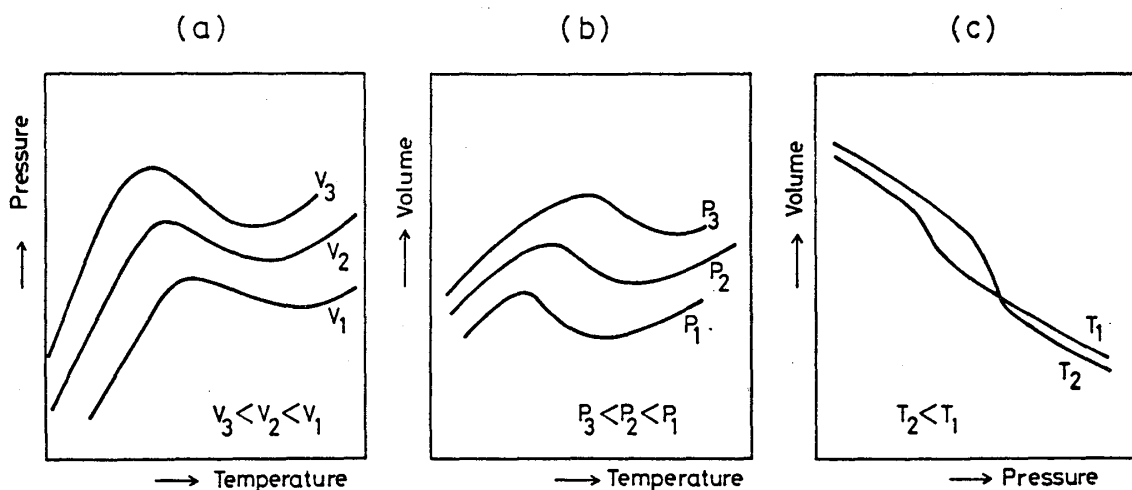 (a)
Pressure
V3
V2
V1
V3<V2<V1
Temperature
(b)
Volume
P3
P2
P1
P3<P2<P1
Temperature
(c)
Volume
T1
T2
T2<T1
Pressure